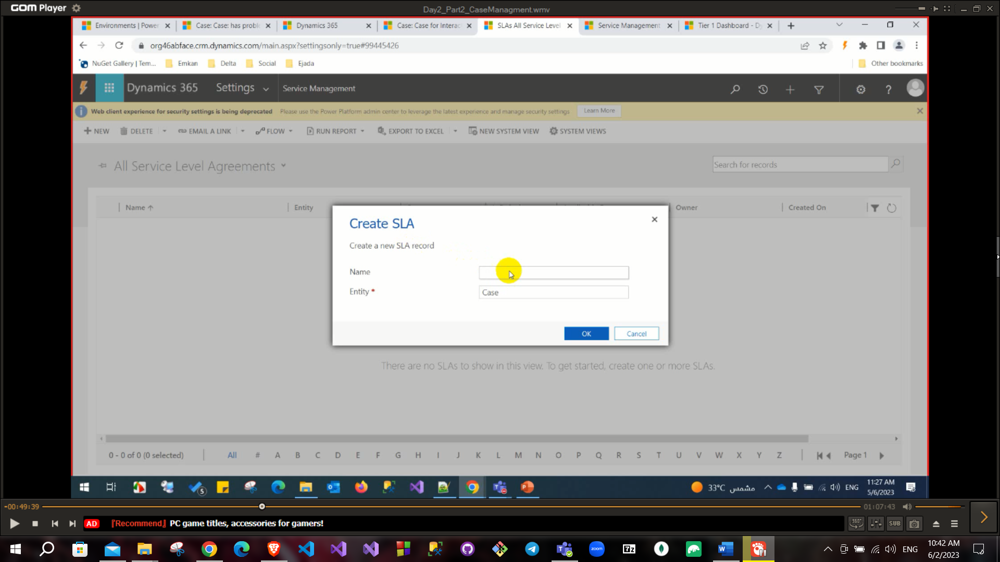 GOM Player
Day2_Part2_CaseManagment.wmv
Environments | Power
Case: Case: has proble
Dynamics 365
Case: Case for Interac
SLAs All Service Level
Service Management
Tier 1 Dashboard - Dy
org46abface.crm.dynamics.com/main.aspx?settingsonly=true#99445426
NuGet Gallery | Tem...
Emkan
Delta
Social
Ejada
Other bookmarks
Dynamics 365
Settings
Service Management
Web client experience for security settings is being deprecated
Please use the Power Platform admin center to leverage the latest experience and manage security settings
Learn More
NEW
DELETE
EMAIL A LINK
FLOW
RUN REPORT
EXPORT TO EXCEL
NEW SYSTEM VIEW
SYSTEM VIEWS
All Service Level Agreements
Search for records
Name
Entity
Owner
Created On
Create SLA
Create a new SLA record
Name
Entity *
Case
OK
Cancel
There are no SLAs to show in this view. To get started, create one or more SLAs.
0 - 0 of 0 (0 selected)
All # A B C D E F G H I J K L M N O P Q R S T U V W X Y Z
Page 1
5
33°C مشمس
ENG
11:27 AM
5/6/2023
-00:49:39
01:07:43
AD
『Recommend』 PC game titles, accessories for gamers!
360°
SUB
zoom
7z
ENG
10:42 AM
6/2/2023